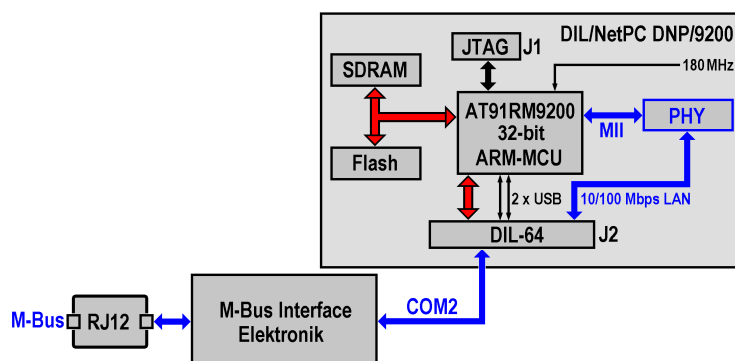 DIL/NetPC DNP/9200
JTAG J1
SDRAM
180 MHz
AT91RM9200
32-bit
ARM-MCU
MII
PHY
Flash
2 x USB
10/100 Mbps LAN
DIL-64
J2
M-Bus
RJ12
M-Bus Interface
Elektronik
COM2